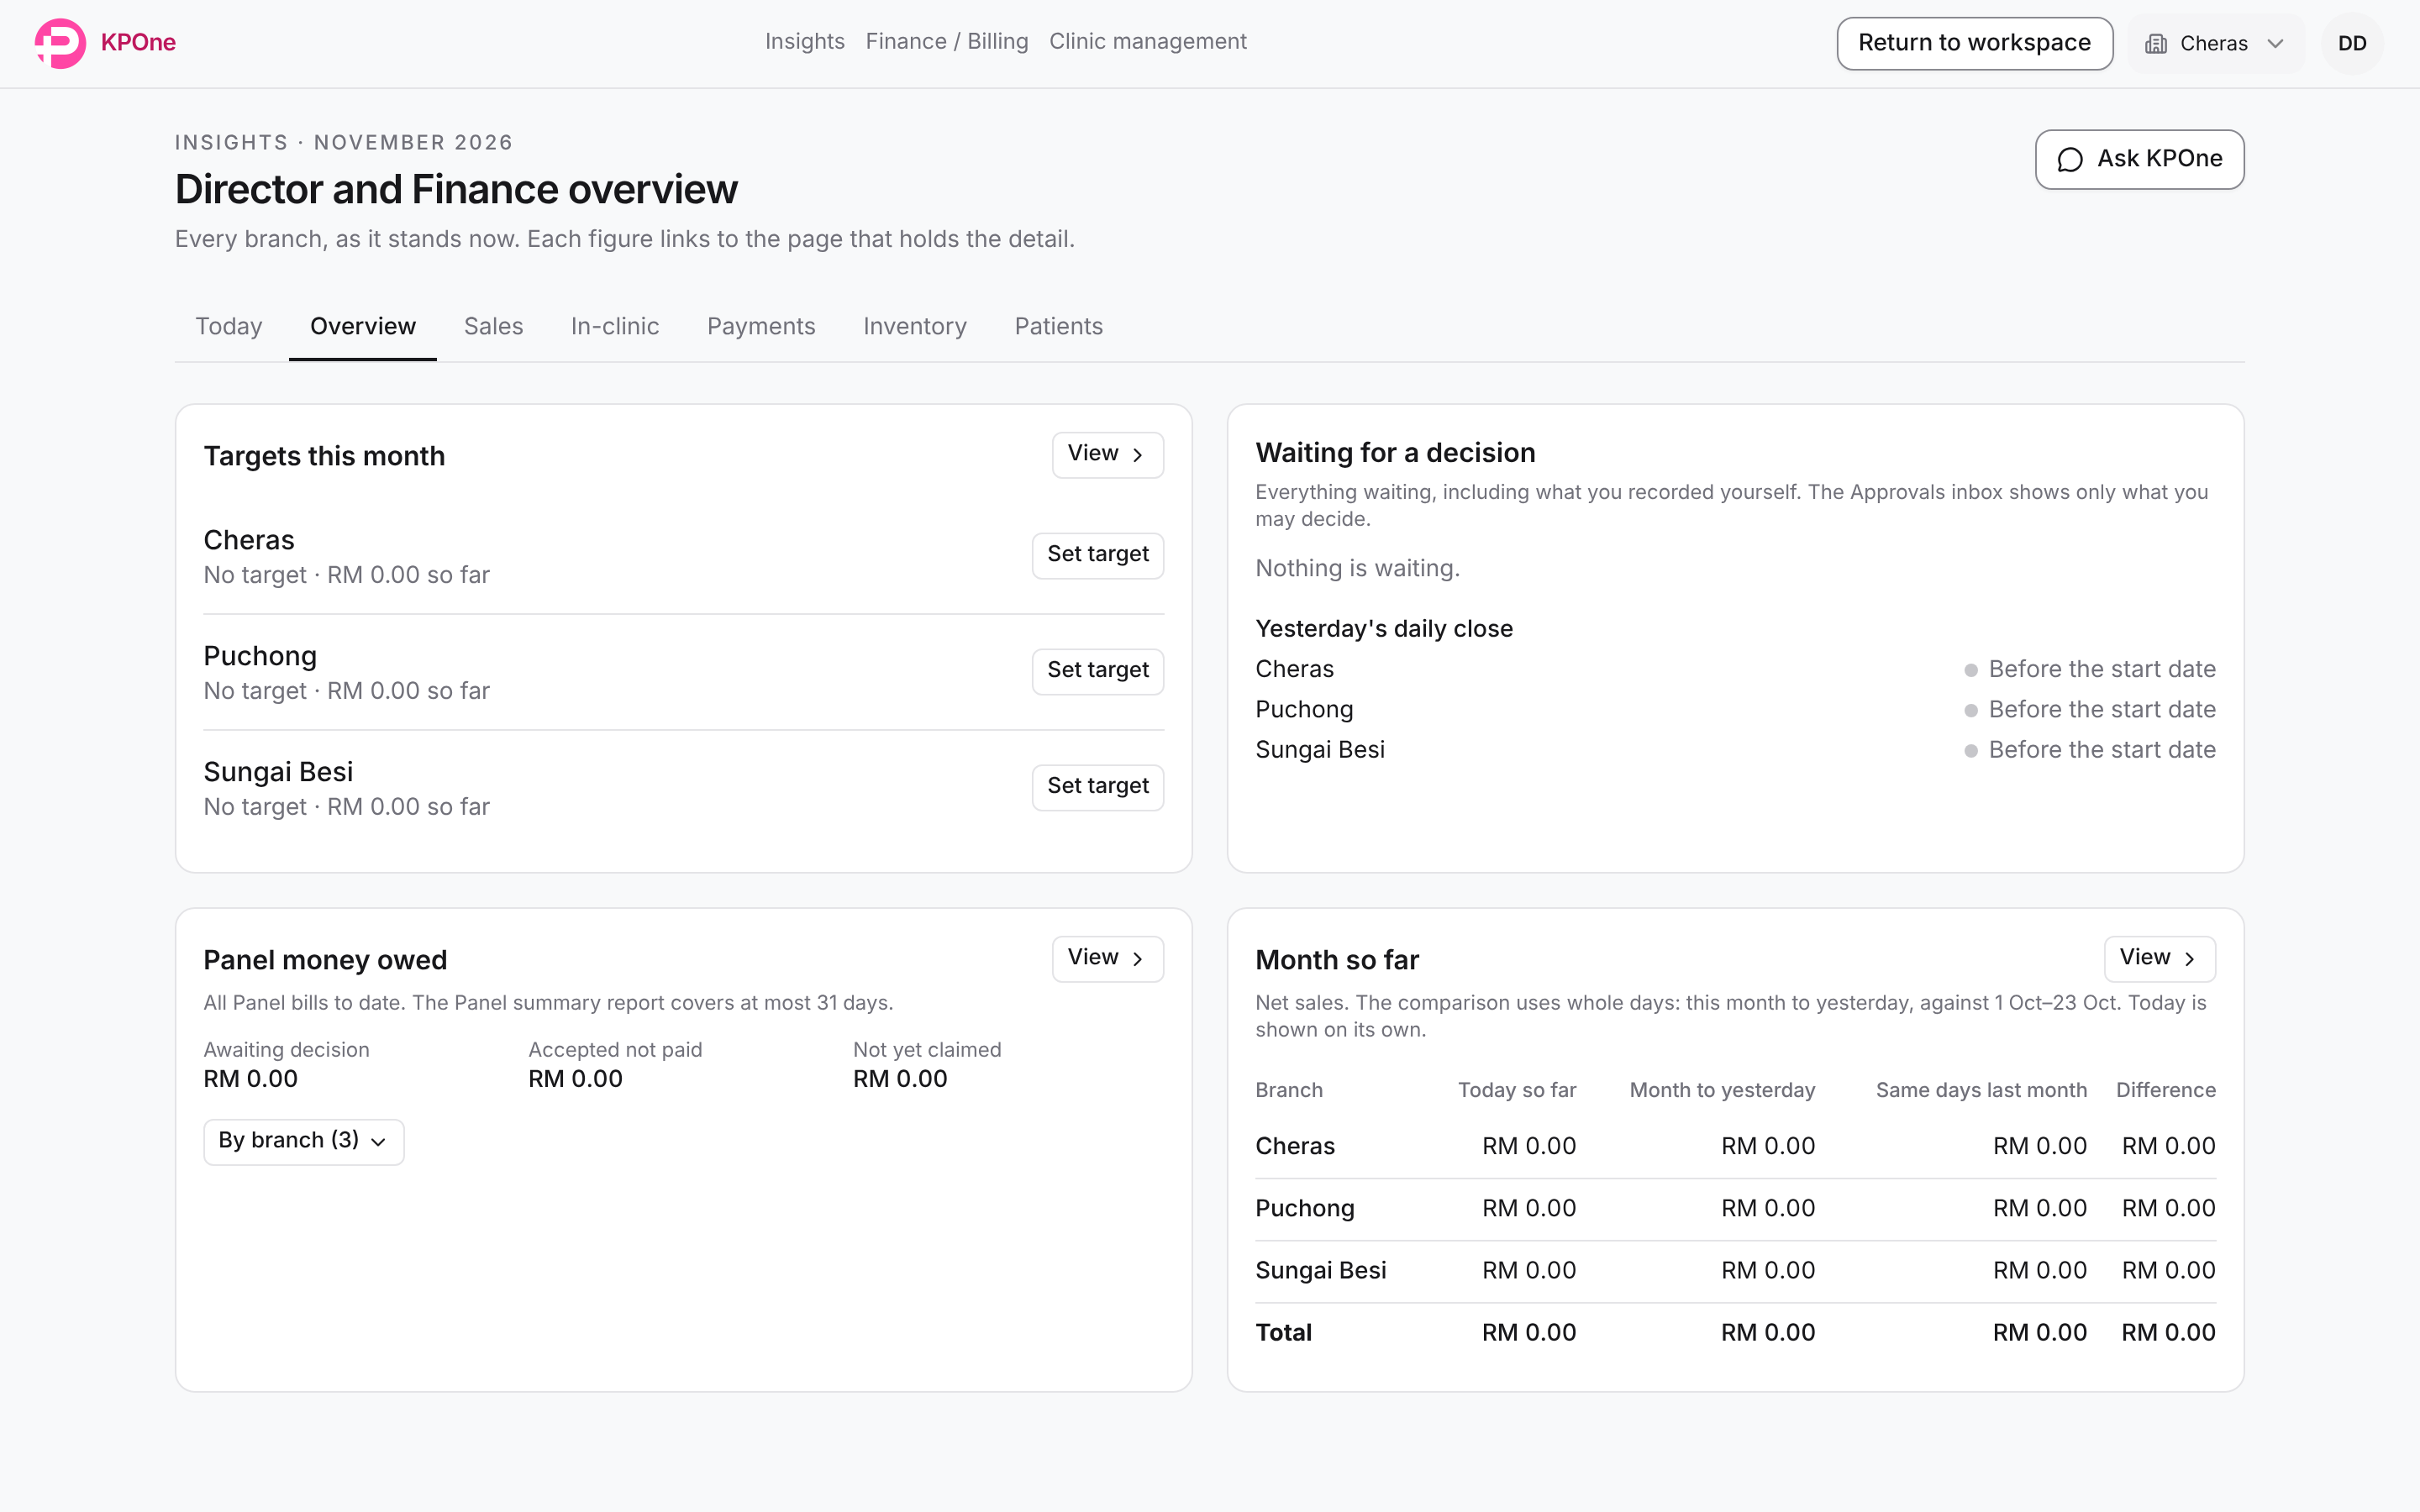 KPOne
Insights
Finance / Billing
Clinic management
Return to workspace
Cheras
DD
INSIGHTS · NOVEMBER 2026
Director and Finance overview
Every branch, as it stands now. Each figure links to the page that holds the detail.
Ask KPOne
Today
Overview
Sales
In-clinic
Payments
Inventory
Patients
Targets this month
View
Cheras
No target · RM 0.00 so far
Set target
Puchong
No target · RM 0.00 so far
Set target
Sungai Besi
No target · RM 0.00 so far
Set target
Waiting for a decision
Everything waiting, including what you recorded yourself. The Approvals inbox shows only what you
may decide.
Nothing is waiting.
Yesterday's daily close
Cheras Before the start date
Puchong Before the start date
Sungai Besi Before the start date
Panel money owed
View
All Panel bills to date. The Panel summary report covers at most 31 days.
Awaiting decision Accepted not paid Not yet claimed
RM 0.00 RM 0.00 RM 0.00
By branch (3)
Month so far
View
Net sales. The comparison uses whole days: this month to yesterday, against 1 Oct–23 Oct. Today is
shown on its own.
Branch Today so far Month to yesterday Same days last month Difference
Cheras RM 0.00 RM 0.00 RM 0.00 RM 0.00
Puchong RM 0.00 RM 0.00 RM 0.00 RM 0.00
Sungai Besi RM 0.00 RM 0.00 RM 0.00 RM 0.00
Total RM 0.00 RM 0.00 RM 0.00 RM 0.00